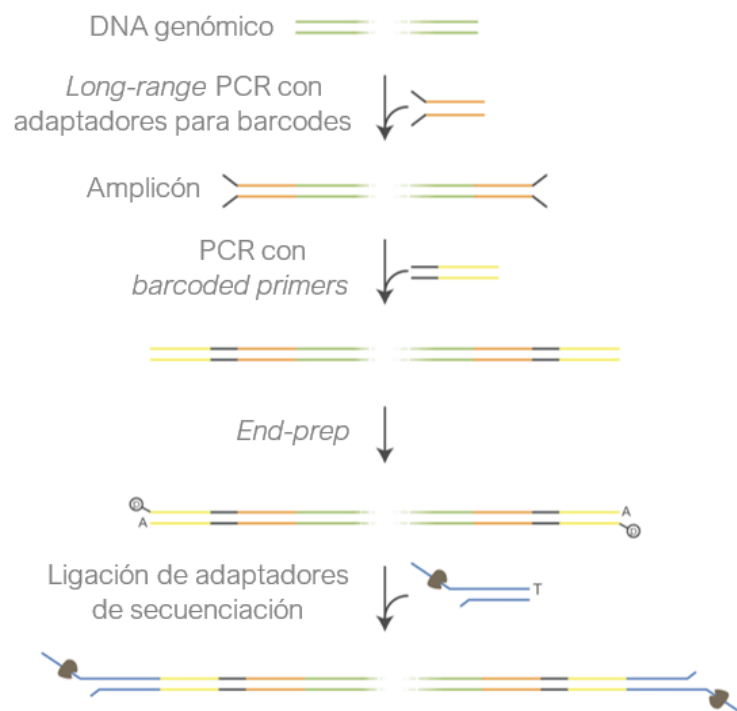 DNA genómico
Long-range PCR con
adaptadores para barcodes
Amplicón
PCR con
barcoded primers
End-prep
P
A
A
P
Ligación de adaptadores
de secuenciación
T